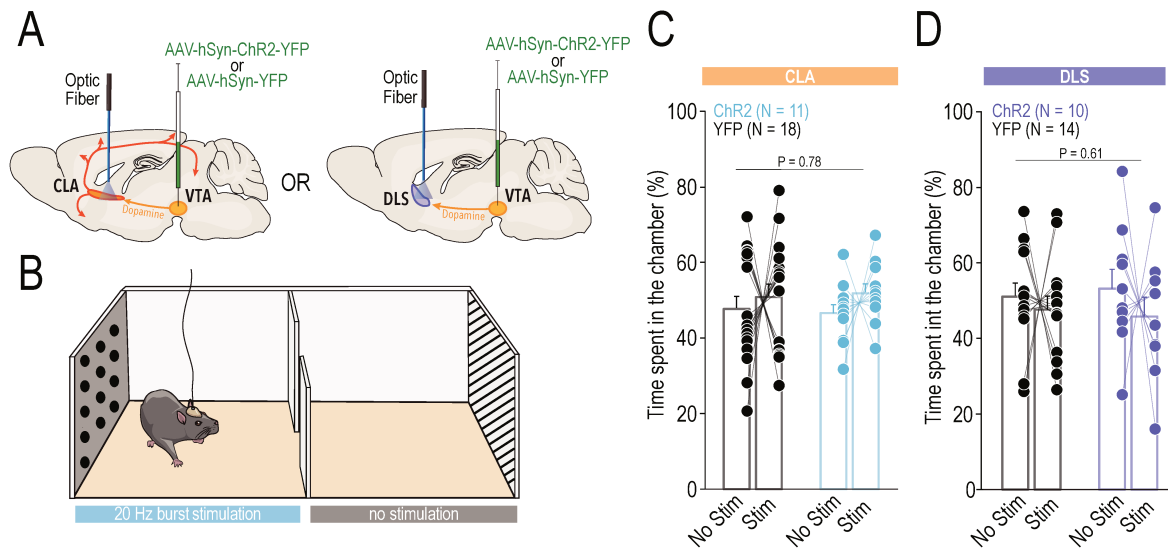 A
AAV-hSyn-ChR2-YFP
or
AAV-hSyn-YFP
Optic
Fiber
CLA
VTA
Dopamine
OR
AAV-hSyn-ChR2-YFP
or
AAV-hSyn-YFP
Optic
Fiber
DLS
VTA
Dopamine
B
20 Hz burst stimulation
no stimulation
C
CLA
ChR2 (N = 11)
YFP (N = 18)
P = 0.78
Time spent in the chamber (%)
100
80
60
40
20
0
No Stim
Stim
No Stim
Stim
D
DLS
ChR2 (N = 10)
YFP (N = 14)
P = 0.61
Time spent int the chamber (%)
100
80
60
40
20
0
No Stim
Stim
No Stim
Stim